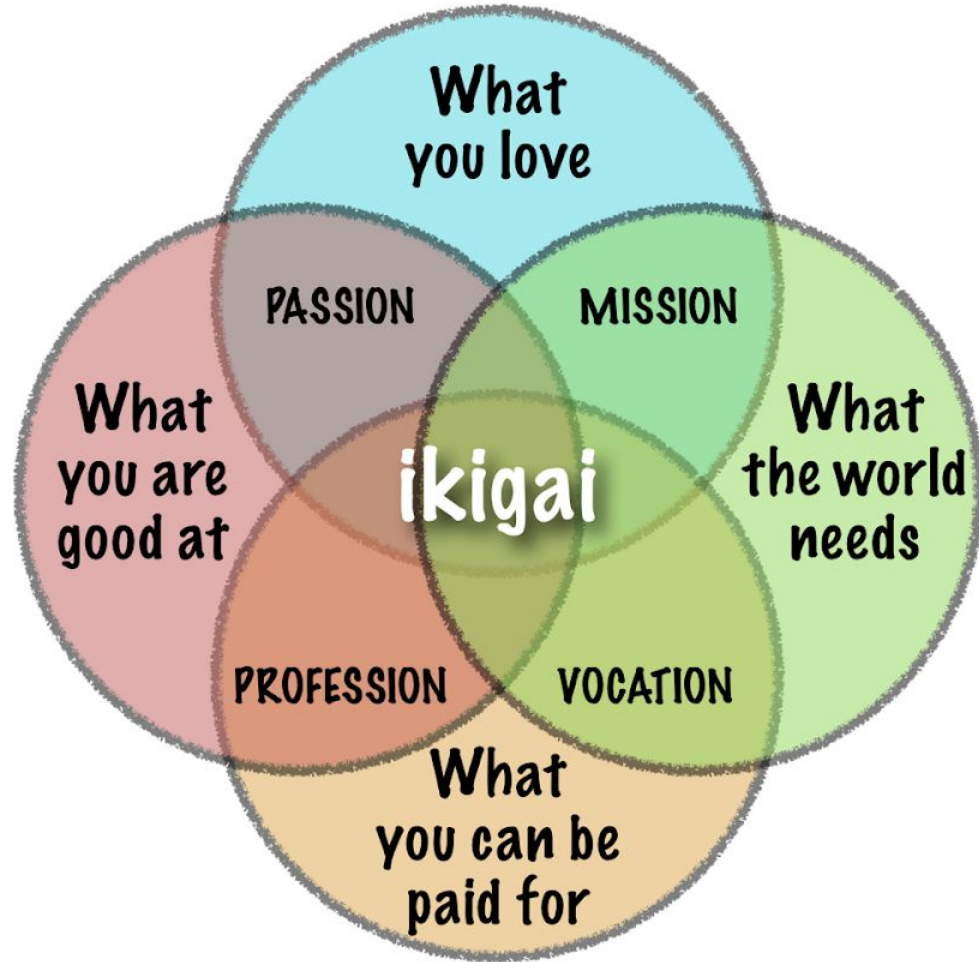 What
you love
PASSION
MISSION
What
you are
good at
ikigai
What
the world
needs
PROFESSION
VOCATION
What
you can be
paid for